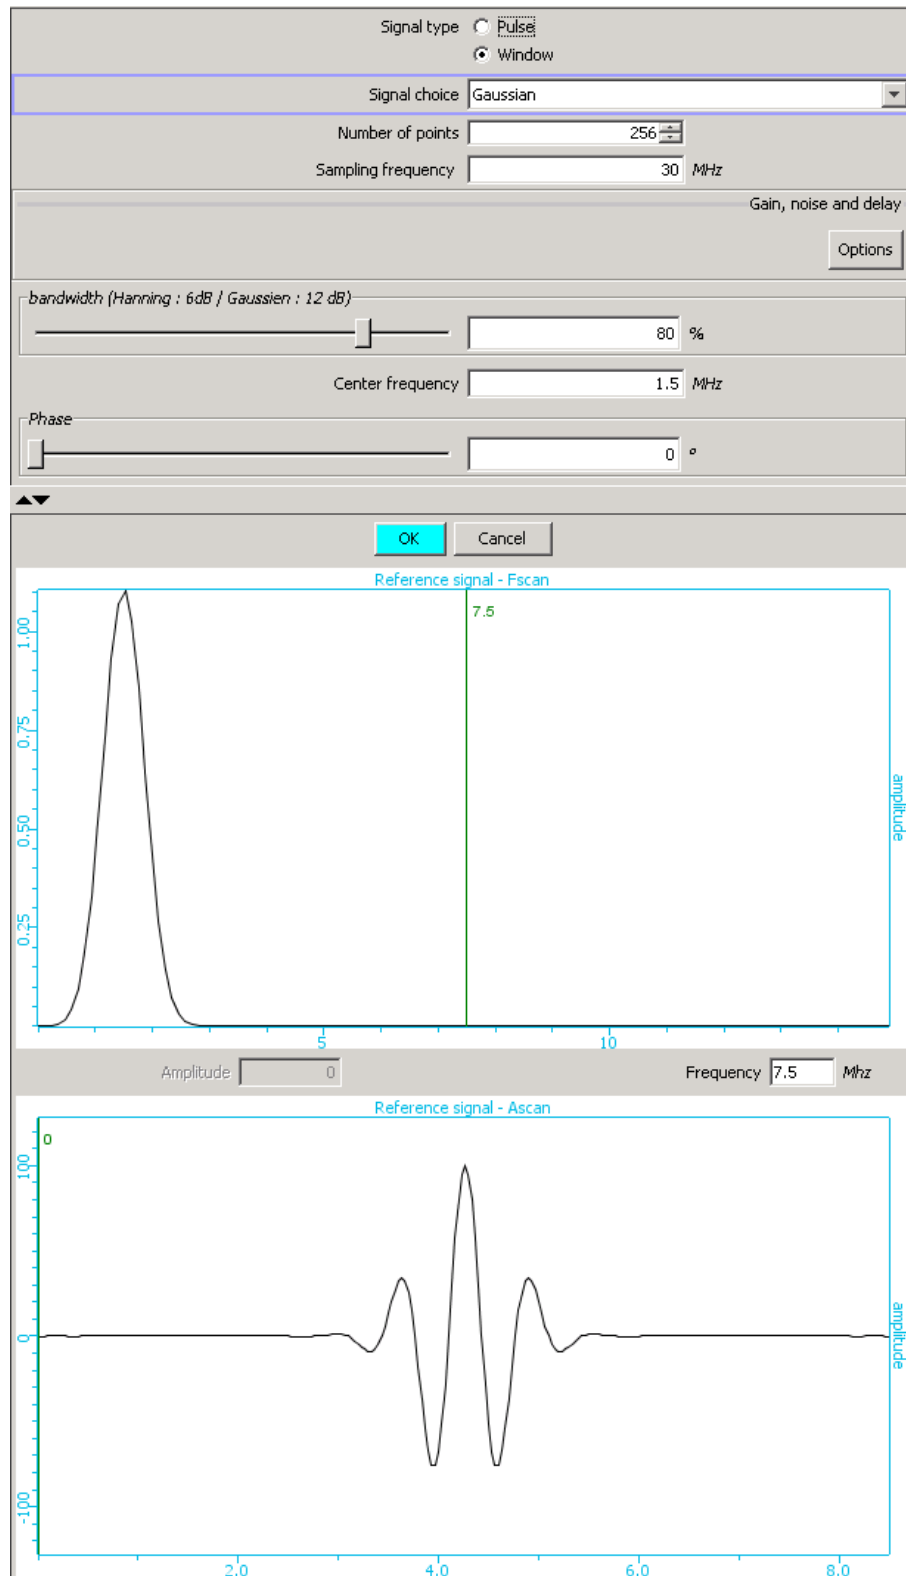 Signal type Pulse
Window
Signal choice Gaussian
Number of points 256
Sampling frequency 30 MHz
Gain, noise and delay
Options
bandwidth (Hanning : 6dB / Gaussien : 12 dB)
80 %
Center frequency 1.5 MHz
Phase
0 °
OK Cancel
Reference signal - Fscan
7.5
1.00
0.75
0.50
0.25
amplitude
5 10
Amplitude 0 Frequency 7.5 Mhz
Reference signal - Ascan
0
100
0
-100
amplitude
2.0 4.0 6.0 8.0